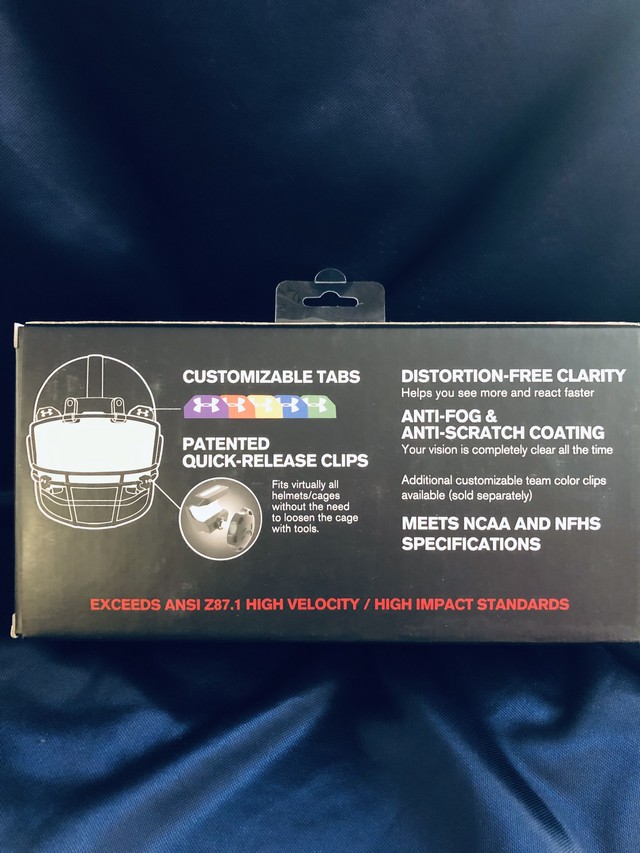 CUSTOMIZABLE TABS
PATENTED
QUICK-RELEASE CLIPS
Fits virtually all
helmets/cages
without the need
to loosen the cage
with tools.
DISTORTION-FREE CLARITY
Helps you see more and react faster
ANTI-FOG &
ANTI-SCRATCH COATING
Your vision is completely clear all the time
Additional customizable team color clips
available (sold separately)
MEETS NCAA AND NFHS
SPECIFICATIONS
EXCEEDS ANSI Z87.1 HIGH VELOCITY / HIGH IMPACT STANDARDS